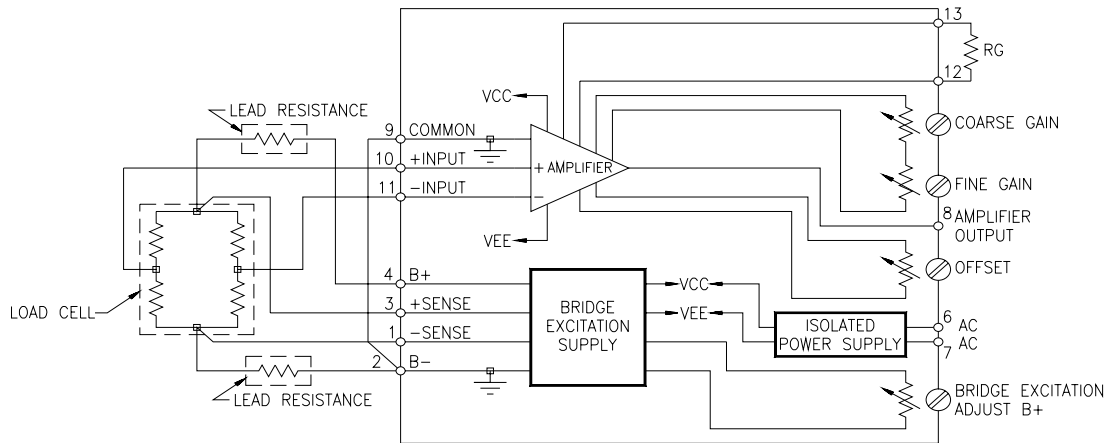 13
RG
12
LEAD RESISTANCE
VCC
9 COMMON
COARSE GAIN
10 +INPUT
+ AMPLIFIER
11 -INPUT
-
FINE GAIN
8 AMPLIFIER
OUTPUT
VEE
4 B+
OFFSET
3 +SENSE
VCC
LOAD CELL
BRIDGE
EXCITATION
SUPPLY
VEE
ISOLATED
POWER SUPPLY
6 AC
1 -SENSE
7 AC
2 B-
BRIDGE EXCITATION
ADJUST B+
LEAD RESISTANCE